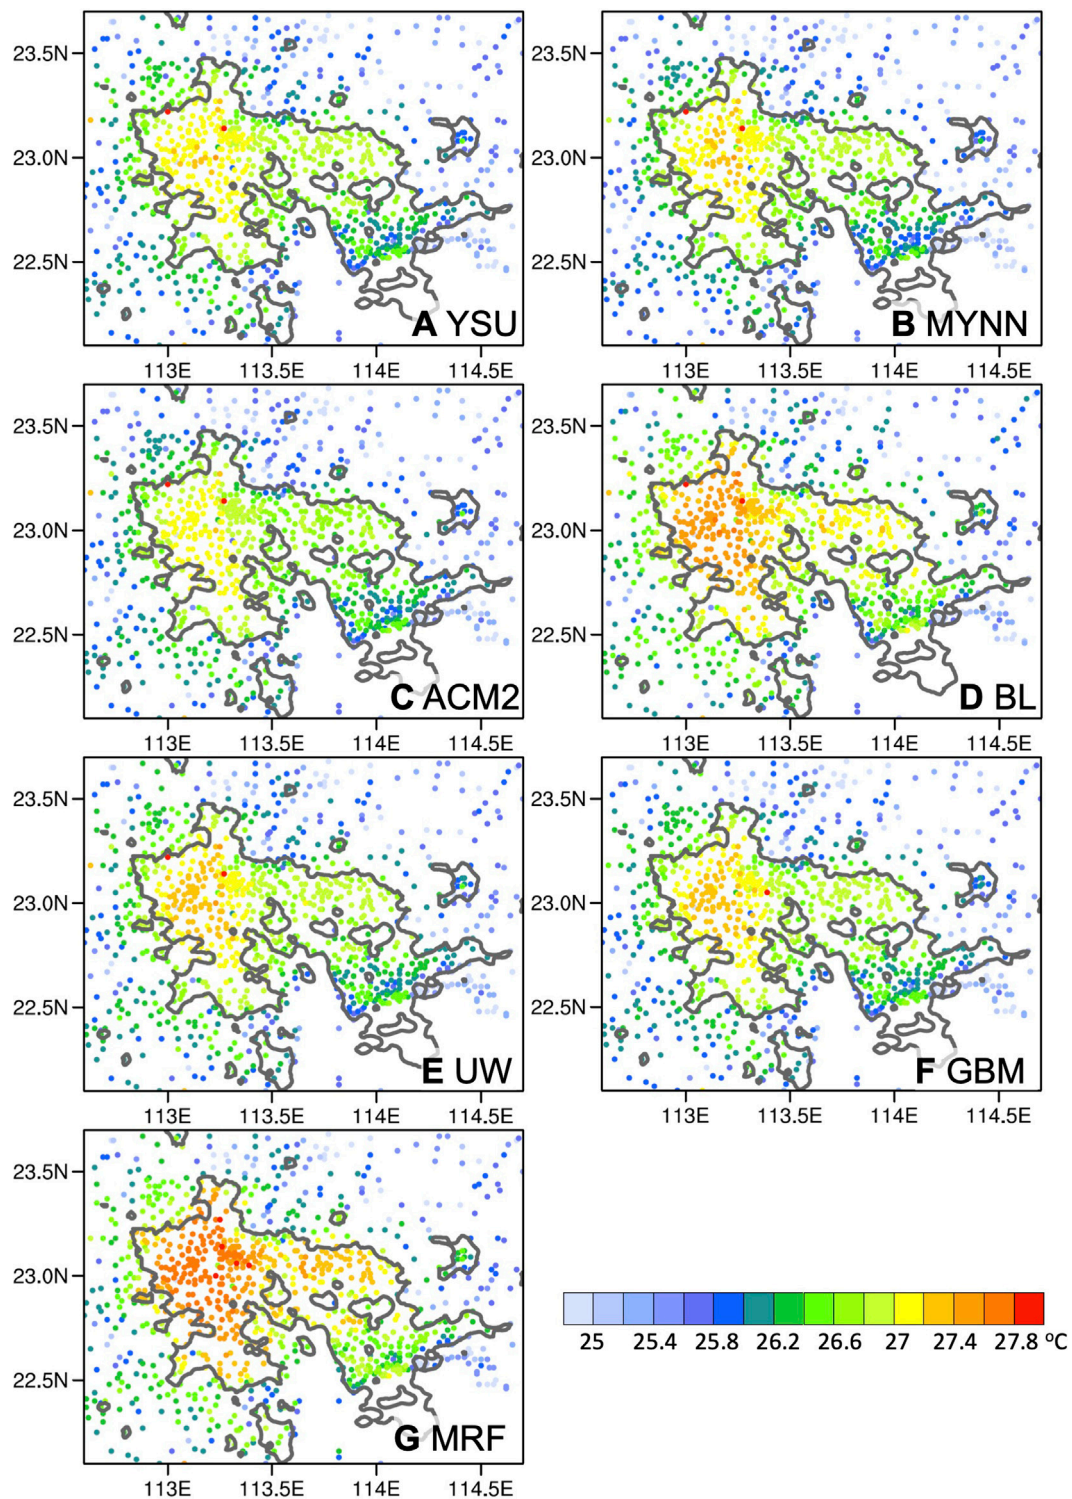 23.5N
23.0N
22.5N
A YSU
113E 113.5E 114E 114.5E
23.5N
23.0N
22.5N
B MYNN
113E 113.5E 114E 114.5E
23.5N
23.0N
22.5N
C ACM2
113E 113.5E 114E 114.5E
23.5N
23.0N
22.5N
D BL
113E 113.5E 114E 114.5E
23.5N
23.0N
22.5N
E UW
113E 113.5E 114E 114.5E
23.5N
23.0N
22.5N
F GBM
113E 113.5E 114E 114.5E
23.5N
23.0N
22.5N
G MRF
113E 113.5E 114E 114.5E
25 25.4 25.8 26.2 26.6 27 27.4 27.8 ºC